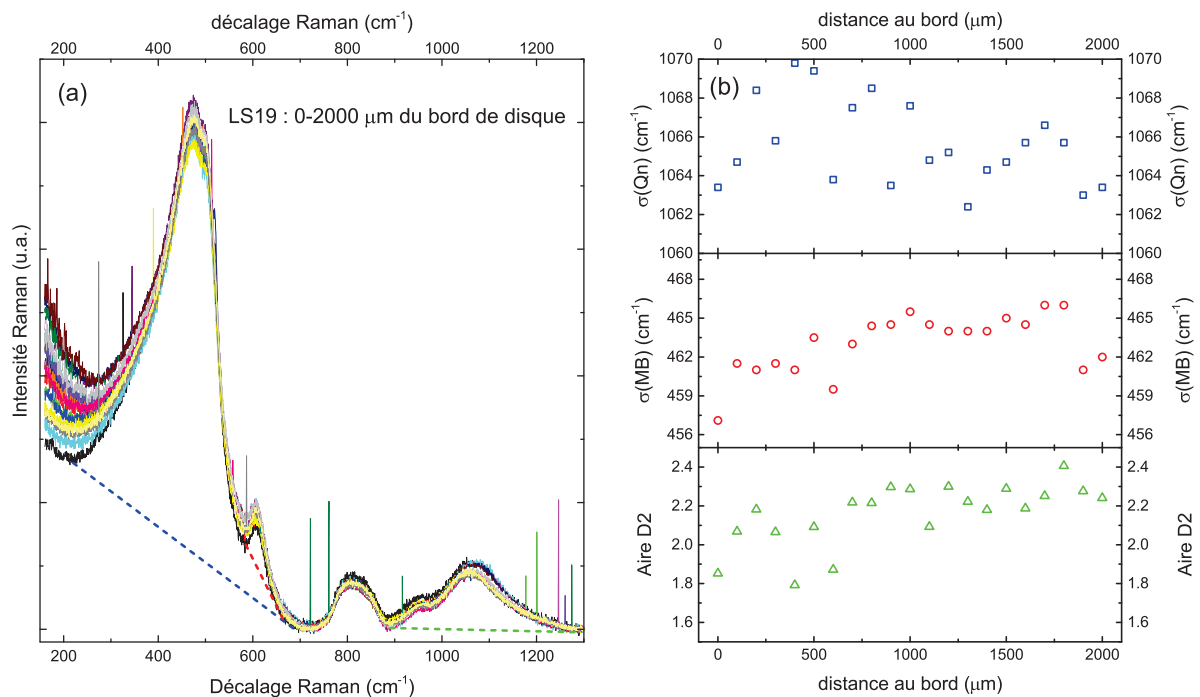 décalage Raman (cm-1)
200 400 600 800 1000 1200
(a)
LS19 : 0-2000 μm du bord de disque
Intensité Raman (u.a.)
200 400 600 800 1000 1200
Décalage Raman (cm-1)
distance au bord (μm)
0 500 1000 1500 2000
(b)
1070 1070
1068 1068
1066 1066
1064 1064
1062 1062
1060 1060
σ(Qn) (cm-1)
σ(Qn) (cm-1)
468 468
465 465
462 462
459 459
456 456
σ(MB) (cm-1)
σ(MB) (cm-1)
2.4 2.4
2.2 2.2
2.0 2.0
1.8 1.8
1.6 1.6
Aire D2
Aire D2
0 500 1000 1500 2000
distance au bord (μm)